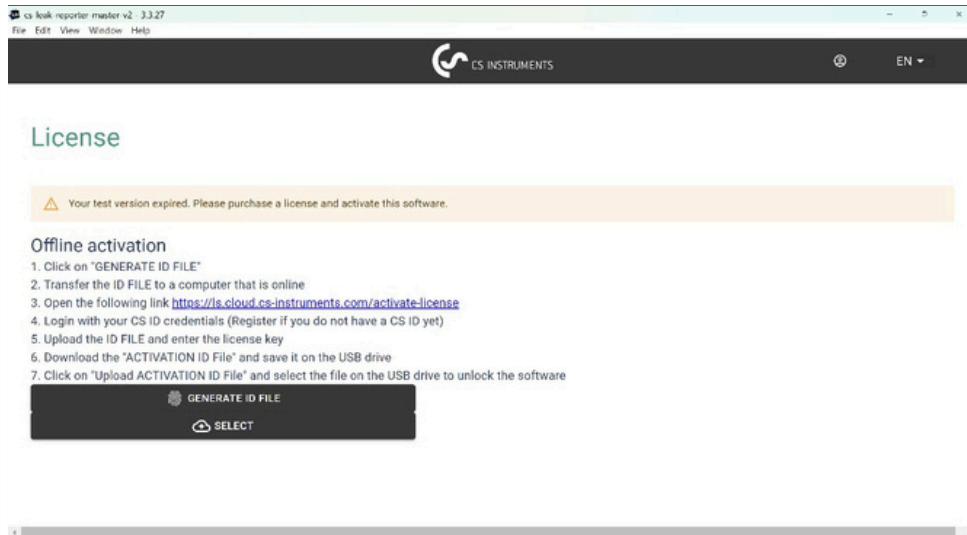 cs-leak-reporter-master-v2 - 3.3.27
File Edit View Window Help
CS INSTRUMENTS
EN
License
Your test version expired. Please purchase a license and activate this software.
Offline activation
1. Click on "GENERATE ID FILE"
2. Transfer the ID FILE to a computer that is online
3. Open the following link https://ls.cloud.cs-instruments.com/activate-license
4. Login with your CS ID credentials (Register if you do not have a CS ID yet)
5. Upload the ID FILE and enter the license key
6. Download the "ACTIVATION ID File" and save it on the USB drive
7. Click on "Upload ACTIVATION ID File" and select the file on the USB drive to unlock the software
GENERATE ID FILE
SELECT